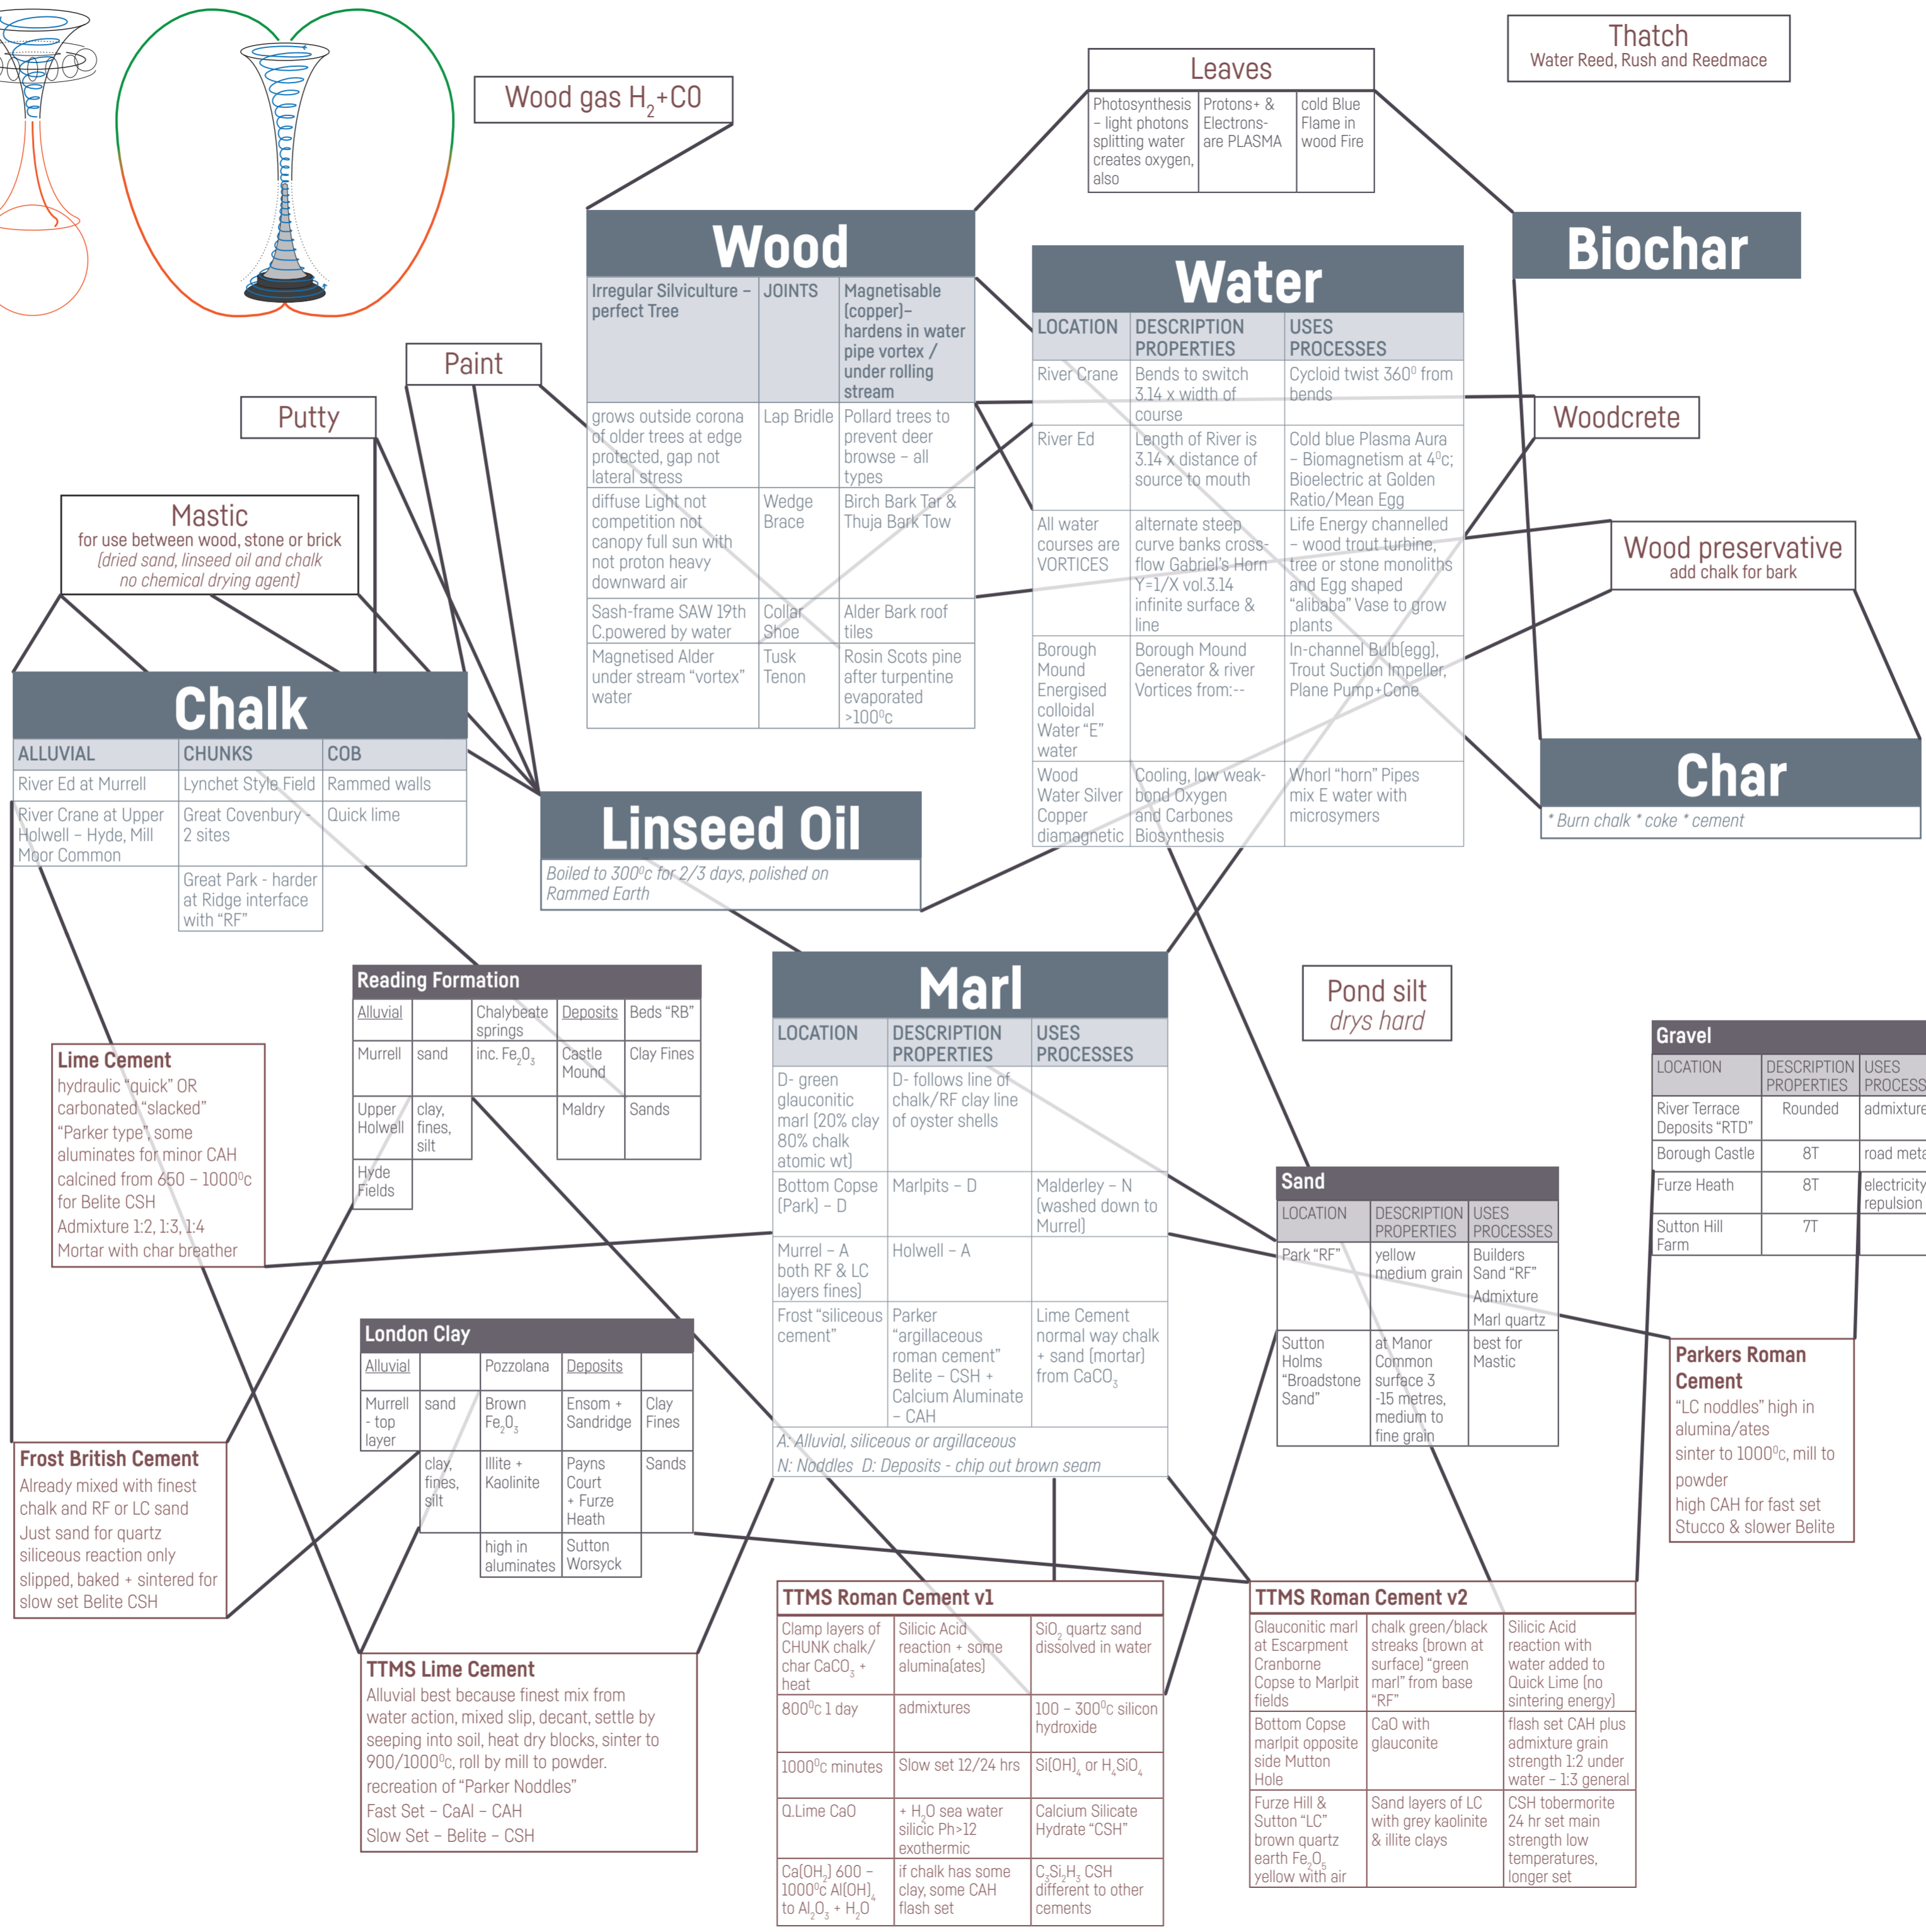 Thatch
Water Reed, Rush and Reedmace
Leaves
Photosynthesis
– light photons
splitting water
creates oxygen,
also
Protons+ &
Electrons-
are PLASMA
cold Blue
Flame in
wood Fire
Wood gas H₂+CO
Wood
Irregular Silviculture –
perfect Tree
JOINTS
Magnetisable
(copper)–
hardens in water
pipe vortex /
under rolling
stream
grows outside corona
of older trees at edge
protected, gap not
lateral stress
Lap Bridle
Pollard trees to
prevent deer
browse – all
types
diffuse Light not
competition not
canopy full sun with
not proton heavy
downward air
Wedge
Brace
Birch Bark Tar &
Thuja Bark Tow
Sash-frame SAW 19th
C.powered by water
Collar
Shoe
Alder Bark roof
tiles
Magnetised Alder
under stream “vortex”
water
Tusk
Tenon
Rosin Scots pine
after turpentine
evaporated
>100⁰c
Water
LOCATION
DESCRIPTION
PROPERTIES
USES
PROCESSES
River Crane
Bends to switch
3.14 x width of
course
Cycloid twist 360⁰ from
bends
River Ed
Length of River is
3.14 x distance of
source to mouth
Cold blue Plasma Aura
– Biomagnetism at 4⁰c;
Bioelectric at Golden
Ratio/Mean Egg
All water
courses are
VORTICES
alternate steep
curve banks cross-
flow Gabriel’s Horn
Y=1/X vol.3.14
infinite surface &
line
Life Energy channelled
– wood trout turbine,
tree or stone monoliths
and Egg shaped
“alibaba” Vase to grow
plants
Borough
Mound
Energised
colloidal
Water “E”
water
Borough Mound
Generator & river
Vortices from:--
In-channel Bulb(egg),
Trout Suction Impeller,
Plane Pump+Cone
Wood
Water Silver
Copper
diamagnetic
Cooling, low weak-
bond Oxygen
and Carbones
Biosynthesis
Whorl “horn” Pipes
mix E water with
microsymers
Biochar
Woodcrete
Wood preservative
add chalk for bark
Char
* Burn chalk * coke * cement
Paint
Putty
Mastic
for use between wood, stone or brick
(dried sand, linseed oil and chalk
no chemical drying agent)
Chalk
ALLUVIAL
CHUNKS
COB
River Ed at Murrell
Lynchet Style Field
Rammed walls
River Crane at Upper
Holwell – Hyde, Mill
Moor Common
Great Covenbury -
2 sites
Quick lime
Great Park - harder
at Ridge interface
with “RF”
Linseed Oil
Boiled to 300⁰c for 2/3 days, polished on
Rammed Earth
Reading Formation
Alluvial
Chalybeate
springs
Deposits
Beds “RB”
Murrell
sand
inc. Fe₂O₃
Castle
Mound
Clay Fines
Upper
Holwell
clay,
fines,
silt
Maldry
Sands
Hyde
Fields
Lime Cement
hydraulic “quick” OR
carbonated “slacked”
“Parker type”, some
aluminates for minor CAH
calcined from 650 – 1000⁰c
for Belite CSH
Admixture 1:2, 1:3, 1:4
Mortar with char breather
Marl
LOCATION
DESCRIPTION
PROPERTIES
USES
PROCESSES
D- green
glauconitic
marl (20% clay
80% chalk
atomic wt)
D- follows line of
chalk/RF clay line
of oyster shells
Bottom Copse
(Park) – D
Marlpits – D
Malderley – N
(washed down to
Murrel)
Murrel – A
both RF & LC
layers fines)
Holwell – A
Frost “siliceous
cement”
Parker
“argillaceous
roman cement”
Belite – CSH +
Calcium Aluminate
– CAH
Lime Cement
normal way chalk
+ sand (mortar)
from CaCO₃
A: Alluvial, siliceous or argillaceous
N: Noddles D: Deposits - chip out brown seam
Pond silt
drys hard
Gravel
LOCATION
DESCRIPTION
PROPERTIES
USES
PROCESS
River Terrace
Deposits “RTD”
Rounded
admixture
Borough Castle
8T
road meta
Furze Heath
8T
electricity
repulsion
Sutton Hill
Farm
7T
Sand
LOCATION
DESCRIPTION
PROPERTIES
USES
PROCESSES
Park “RF”
yellow
medium grain
Builders
Sand “RF”
Admixture
Marl quartz
Sutton
Holms
“Broadstone
Sand”
at Manor
Common
surface 3
-15 metres,
medium to
fine grain
best for
Mastic
Parkers Roman
Cement
“LC noddles” high in
alumina/ates
sinter to 1000⁰c, mill to
powder
high CAH for fast set
Stucco & slower Belite
London Clay
Alluvial
Pozzolana
Deposits
Murrell
- top
layer
sand
Brown
Fe₂O₃
Ensom +
Sandridge
Clay
Fines
clay,
fines,
silt
Illite +
Kaolinite
Payns
Court
+ Furze
Heath
Sands
high in
aluminates
Sutton
Worsyck
Frost British Cement
Already mixed with finest
chalk and RF or LC sand
Just sand for quartz
siliceous reaction only
slipped, baked + sintered for
slow set Belite CSH
TTMS Lime Cement
Alluvial best because finest mix from
water action, mixed slip, decant, settle by
seeping into soil, heat dry blocks, sinter to
900/1000⁰c, roll by mill to powder.
recreation of “Parker Noddles”
Fast Set – CaAl – CAH
Slow Set – Belite – CSH
TTMS Roman Cement v1
Clamp layers of
CHUNK chalk/
char CaCO₃ +
heat
Silicic Acid
reaction + some
alumina(ates)
SiO₂ quartz sand
dissolved in water
800⁰c 1 day
admixtures
100 – 300⁰c silicon
hydroxide
1000⁰c minutes
Slow set 12/24 hrs
Si(OH)₄ or H₄SiO₄
Q.Lime CaO
+ H₂O sea water
silicic Ph>12
exothermic
Calcium Silicate
Hydrate “CSH”
Ca(OH₂) 600 –
1000⁰c Al(OH)₄
to Al₂O₃ + H₂O
if chalk has some
clay, some CAH
flash set
C₃Si₂H₃ CSH
different to other
cements
TTMS Roman Cement v2
Glauconitic marl
at Escarpment
Cranborne
Copse to Marlpit
fields
chalk green/black
streaks (brown at
surface) “green
marl” from base
“RF”
Silicic Acid
reaction with
water added to
Quick Lime (no
sintering energy)
Bottom Copse
marlpit opposite
side Mutton
Hole
CaO with
glauconite
flash set CAH plus
admixture grain
strength 1:2 under
water – 1:3 general
Furze Hill &
Sutton “LC”
brown quartz
earth Fe₂O₅
yellow with air
Sand layers of LC
with grey kaolinite
& illite clays
CSH tobermorite
24 hr set main
strength low
temperatures,
longer set